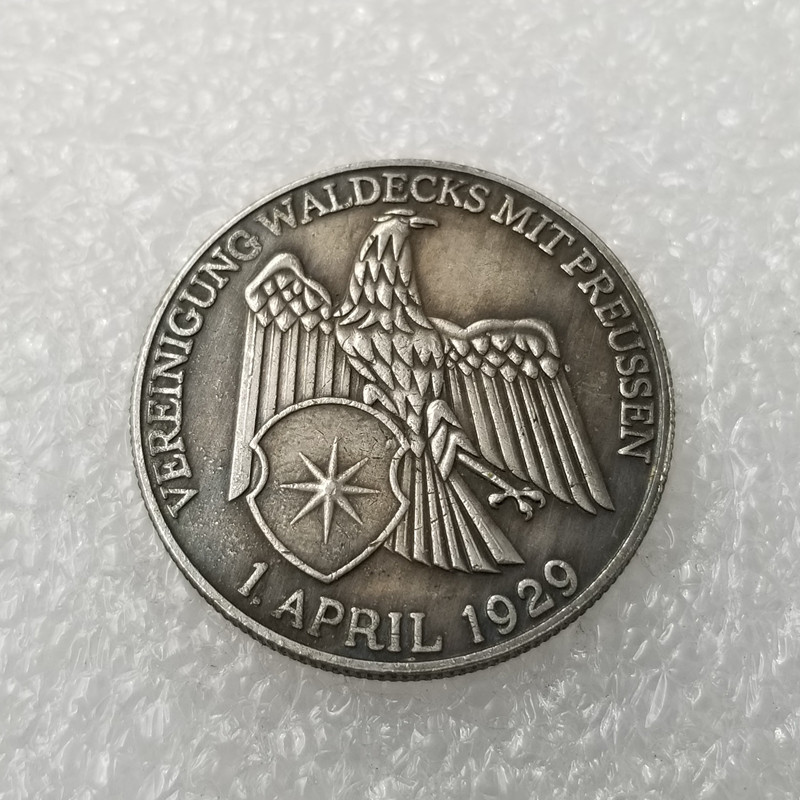 VEREINIGUNG WALDECKS MIT PREUSSEN
1. APRIL 1929